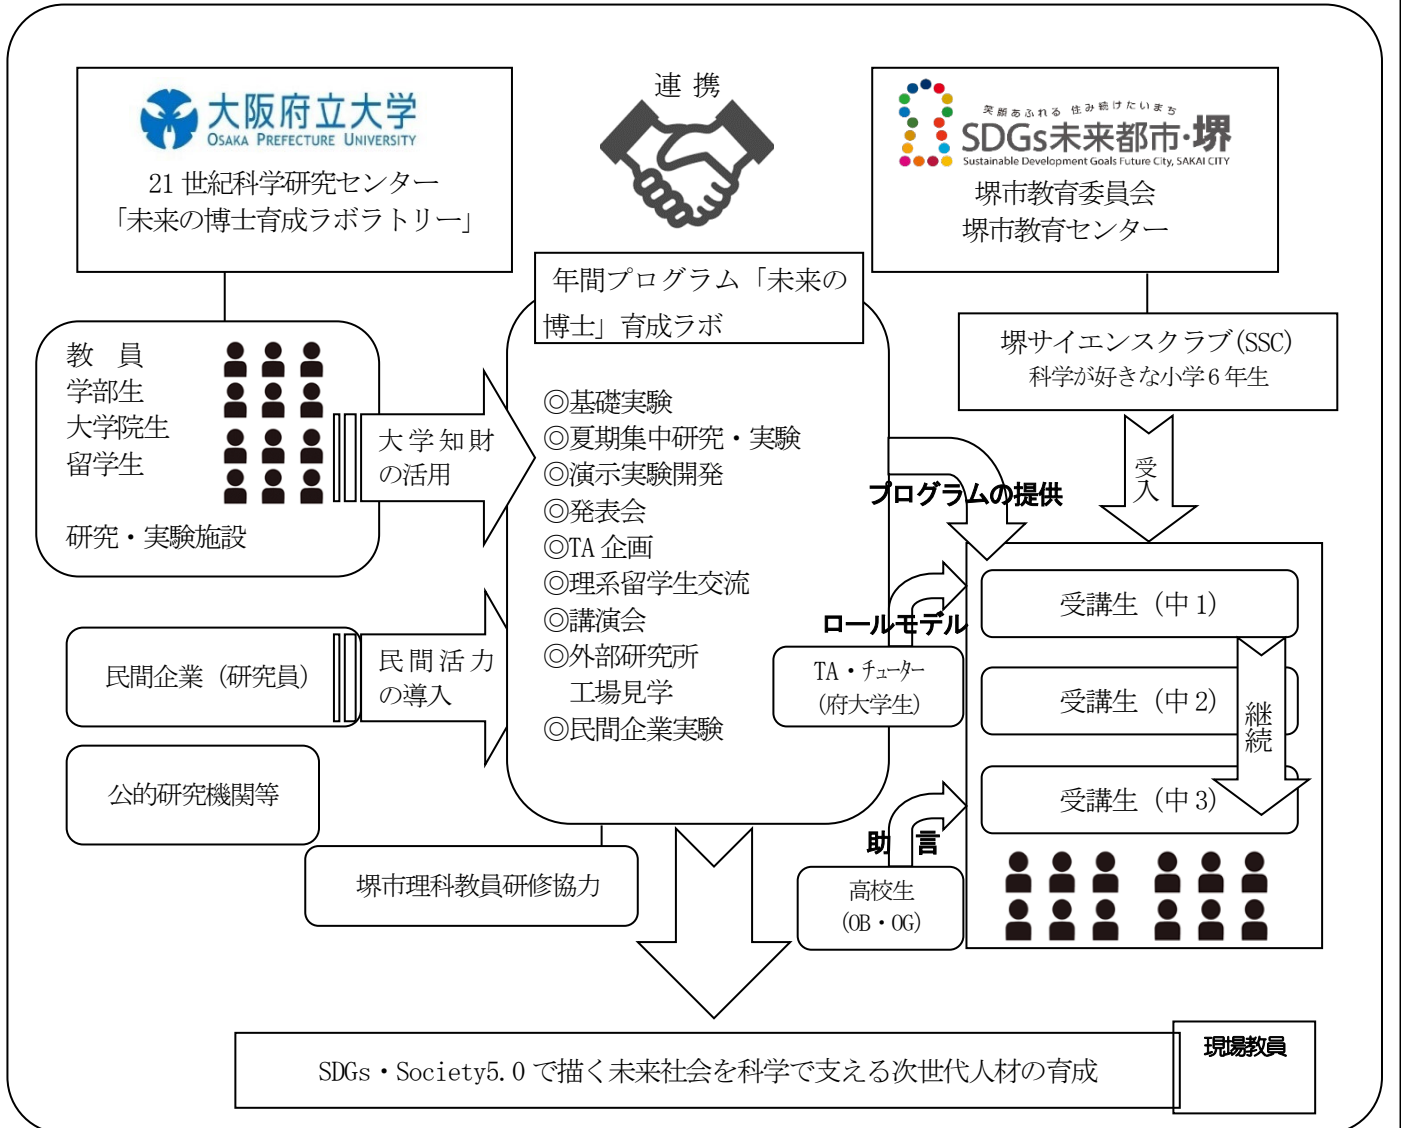 連 携
大阪府立大学
OSAKA PREFECTURE UNIVERSITY
21 世紀科学研究センター
「未来の博士育成ラボラトリー」
笑顔あふれる 住み続けたいまち
SDGs未来都市・堺
Sustainable Development Goals Future City, SAKAI CITY
堺市教育委員会
堺市教育センター
年間プログラム「未来の
博士」育成ラボ
堺サイエンスクラブ(SSC)
科学が好きな小学6年生
教　員
学部生
大学院生
留学生
研究・実験施設
大学知財
の活用
◎基礎実験
◎夏期集中研究・実験
◎演示実験開発
◎発表会
◎TA 企画
◎理系留学生交流
◎講演会
◎外部研究所
工場見学
◎民間企業実験
プログラムの提供
受入
民間企業（研究員）
民間活力
の導入
公的研究機関等
ロールモデル
TA・チューター
(府大学生)
受講生（中 1）
受講生（中 2）
受講生（中 3）
継続
助　言
高校生
(OB・OG)
堺市理科教員研修協力
SDGs・Society5.0 で描く未来社会を科学で支える次世代人材の育成
現場教員